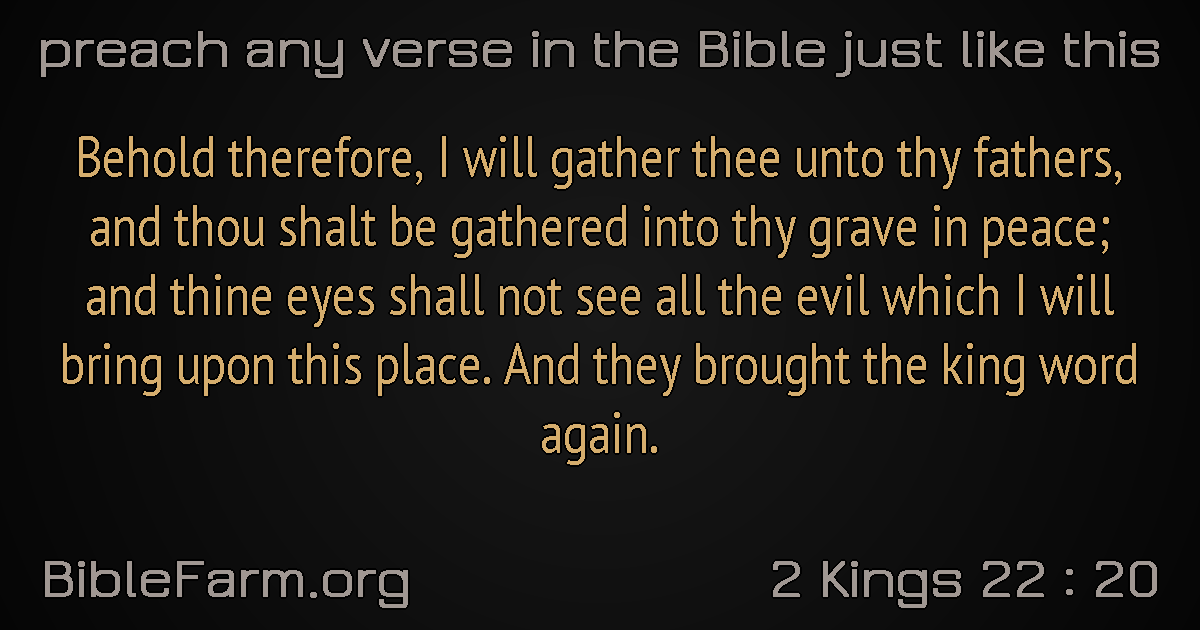 preach any verse in the Bible just like this
Behold therefore, I will gather thee unto thy fathers,
and thou shalt be gathered into thy grave in peace;
and thine eyes shall not see all the evil which I will
bring upon this place. And they brought the king word
again.
BibleFarm.org
2 Kings 22 : 20